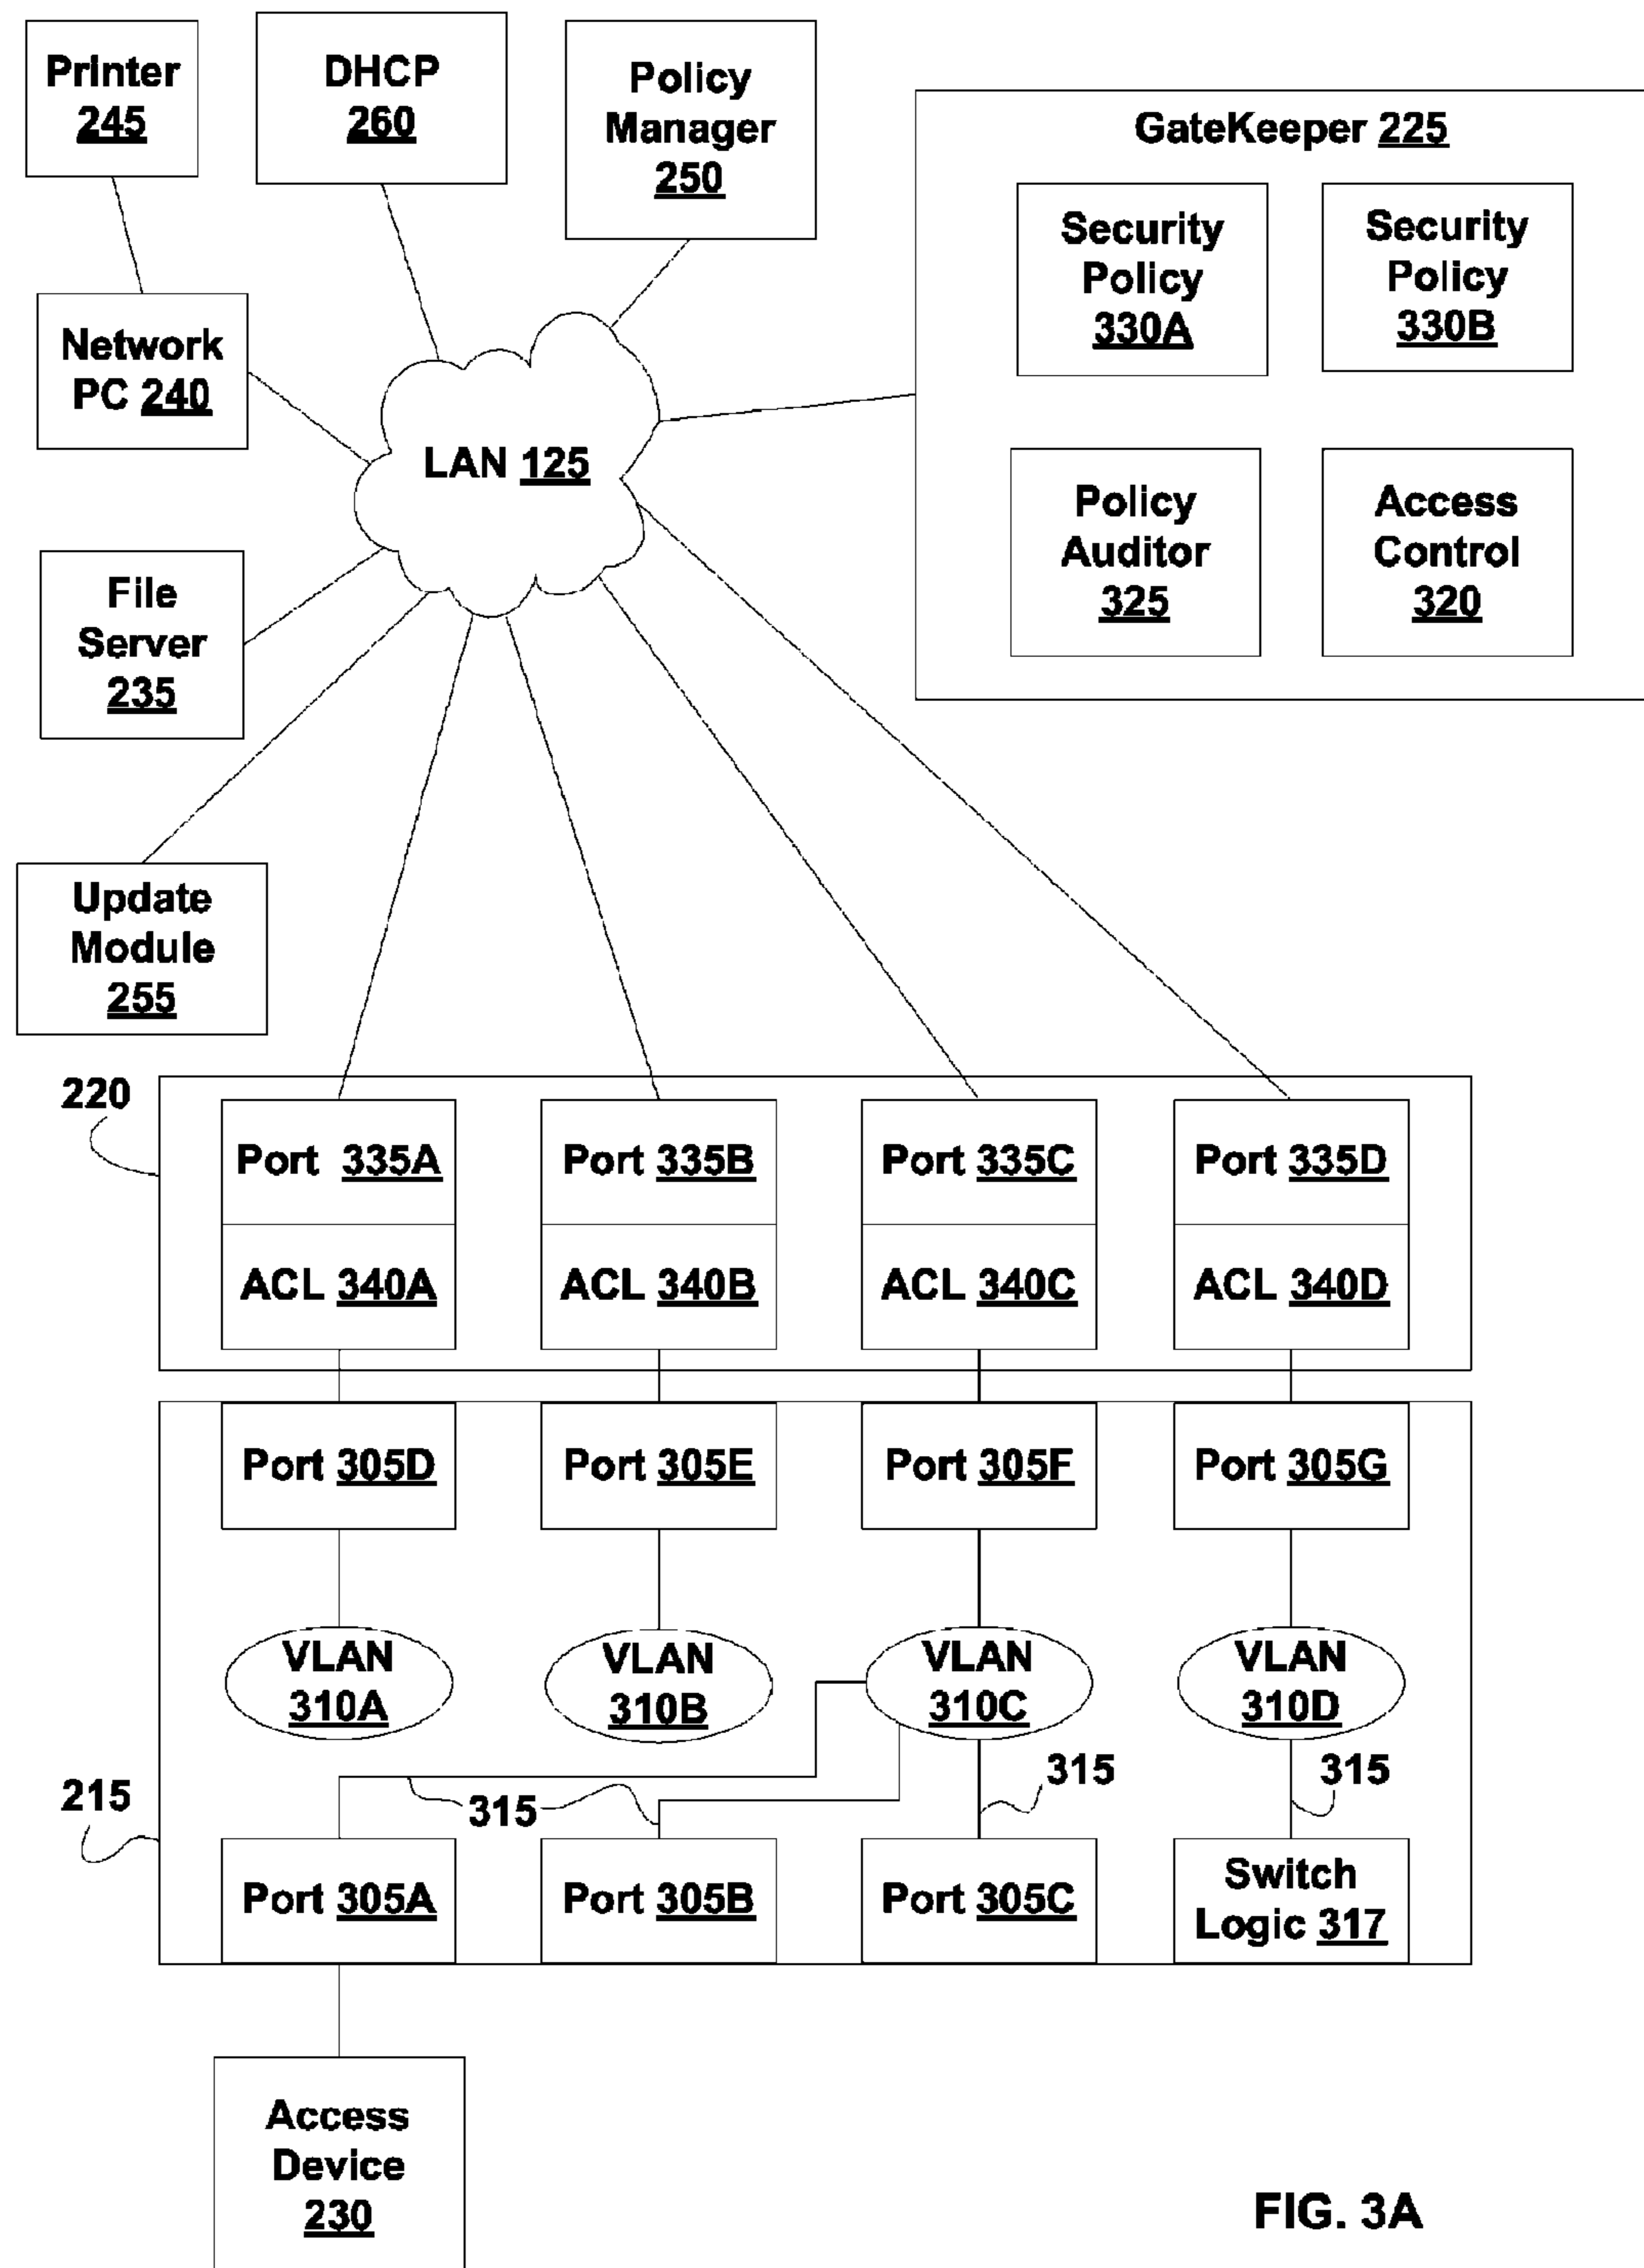 Printer
245
DHCP
260
Policy
Manager
250
GateKeeper 225
Security
Policy
330A
Security
Policy
330B
Network
PC 240
LAN 125
Policy
Auditor
325
Access
Control
320
File
Server
235
Update
Module
255
220
Port 335A
Port 335B
Port 335C
Port 335D
ACL 340A
ACL 340B
ACL 340C
ACL 340D
Port 305D
Port 305E
Port 305F
Port 305G
VLAN
310A
VLAN
310B
VLAN
310C
VLAN
310D
215
315
315
315
Port 305A
Port 305B
Port 305C
Switch
Logic 317
Access
Device
230
FIG. 3A